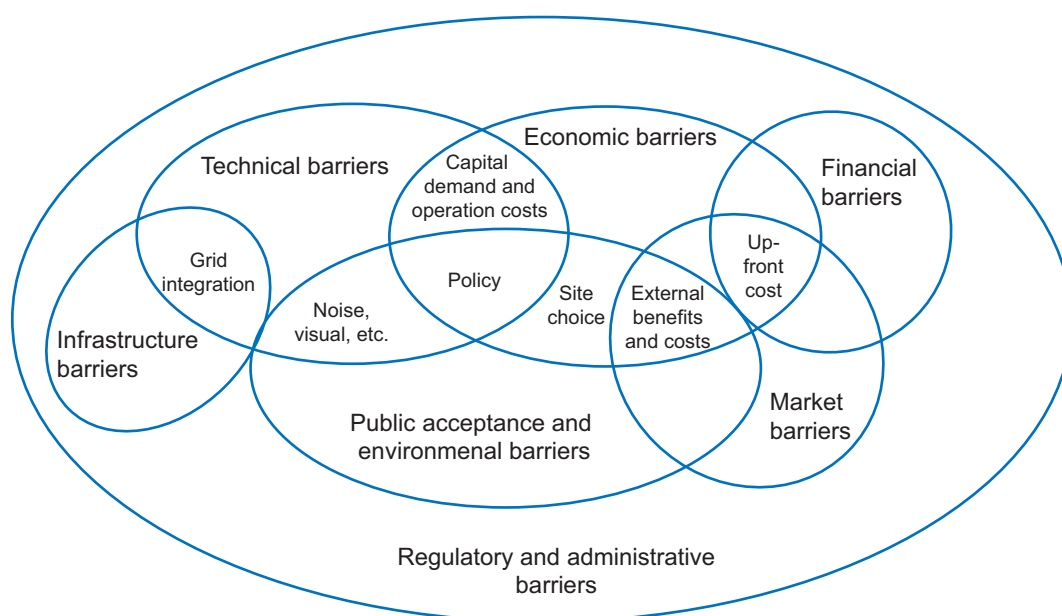 Economic barriers
Technical barriers
Capital
demand and
operation costs
Financial
barriers
Grid
integration
Up-
front
cost
Policy
Noise,
visual, etc.
Site
choice
External
benefits
and costs
Infrastructure
barriers
Market
barriers
Public acceptance and
environmenal barriers
Regulatory and administrative
barriers